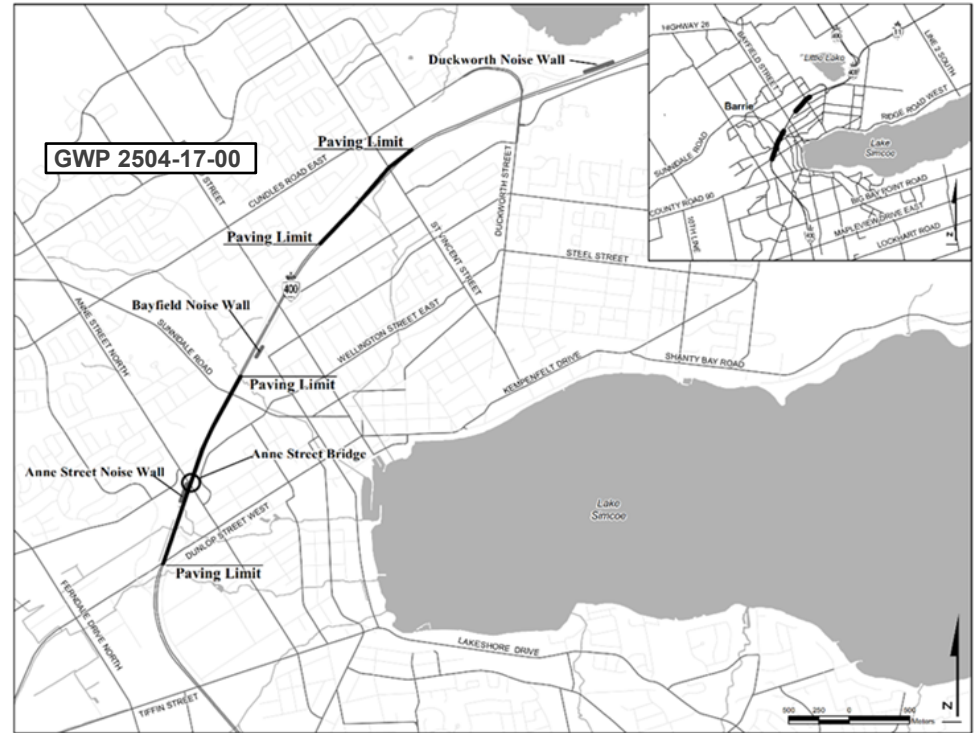 Duckworth Noise Wall
GWP 2504-17-00
Paving Limit
STREET
CUNDLES ROAD EAST
DUCKWORTH STREET
Paving Limit
ST VINCENT STREET
STEEL STREET
400
Bayfield Noise Wall
ANNE STREET NORTH
SUNNIDALE ROAD
WELLINGTON STREET EAST
SHANTY BAY ROAD
KEMPENFELT DRIVE
Paving Limit
Anne Street Bridge
Anne Street Noise Wall
Lake
Simcoe
DUNLOP STREET WEST
Paving Limit
FERNDALE DRIVE NORTH
LAKESHORE DRIVE
TIFFIN STREET
500 250 0 500
Meters
N
HIGHWAY 26
BAYFIELD STREET
400
11
LINE 2 SOUTH
Little Lake
400
Barrie
RIDGE ROAD WEST
SUNNIDALE ROAD
Lake
Simcoe
COUNTY ROAD 90
BIG BAY POINT ROAD
10TH LINE
MAPLEVIEW DRIVE EAST
400
LOCKHART ROAD
N